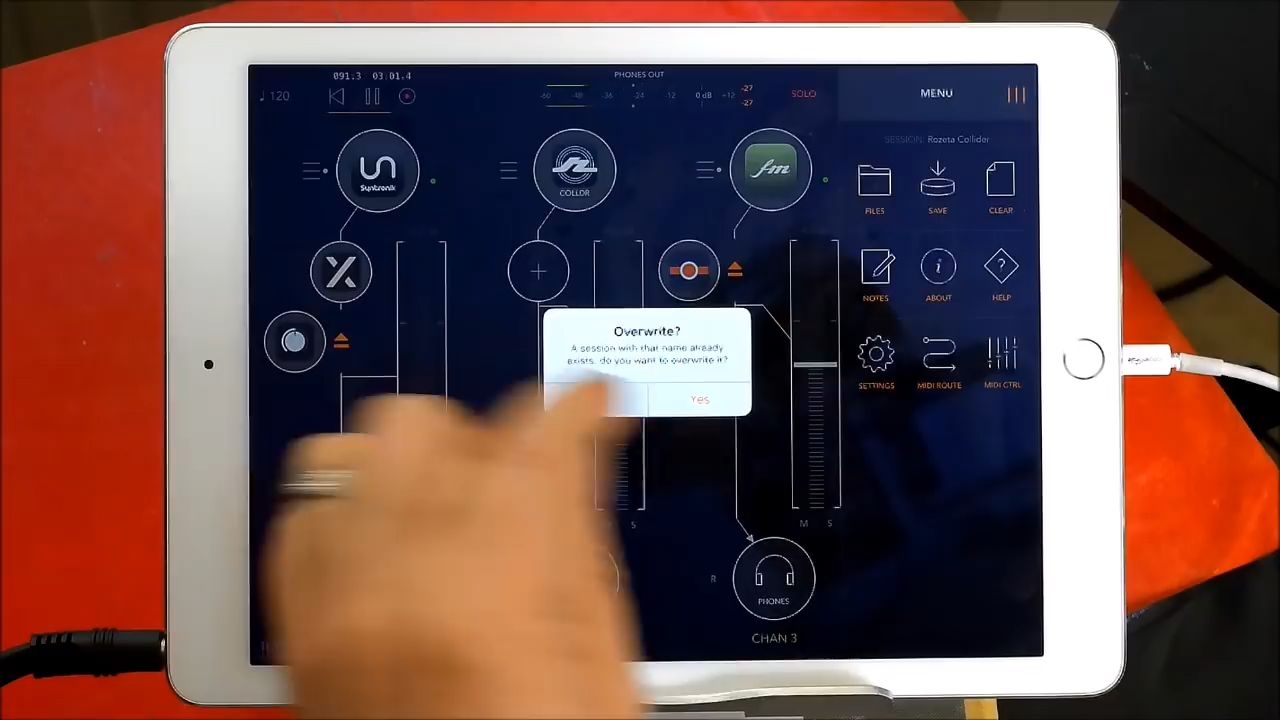 091:3 03:01.4
♩120
PHONES OUT
-60 -48 -36 -24 -12 0 dB +12
-27
-27
SOLO
MENU
SESSION: Rozeta Collider
Syntronik
COLLDR
fm
FILES
SAVE
CLEAR
NOTES
ABOUT
HELP
SETTINGS
MIDI ROUTE
MIDI CTRL
Overwrite?
A session with that name already
exists, do you want to overwrite it?
Yes
S
M S
R
PHONES
CHAN 3